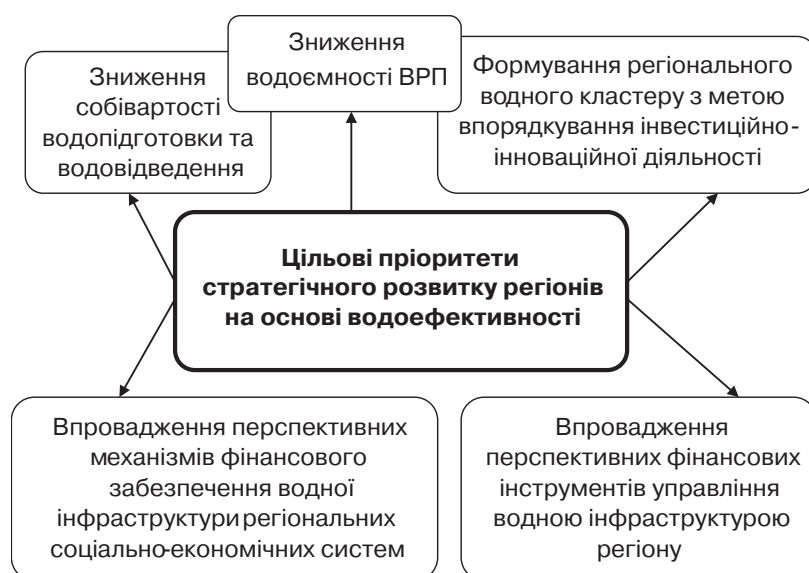 Зниження
собівартості
водопідготовки та
водовідведення
Зниження
водоємності ВРП
Формування регіонального
водного кластеру з метою
впорядкування інвестиційно-
інноваційної діяльності
Цільові пріоритети
стратегічного розвитку регіонів
на основі водоефективності
Впровадження перспективних
механізмів фінансового
забезпечення водної
інфраструктури регіональних
соціально-економічних систем
Впровадження
перспективних фінансових
інструментів управління
водною інфраструктурою
регіону